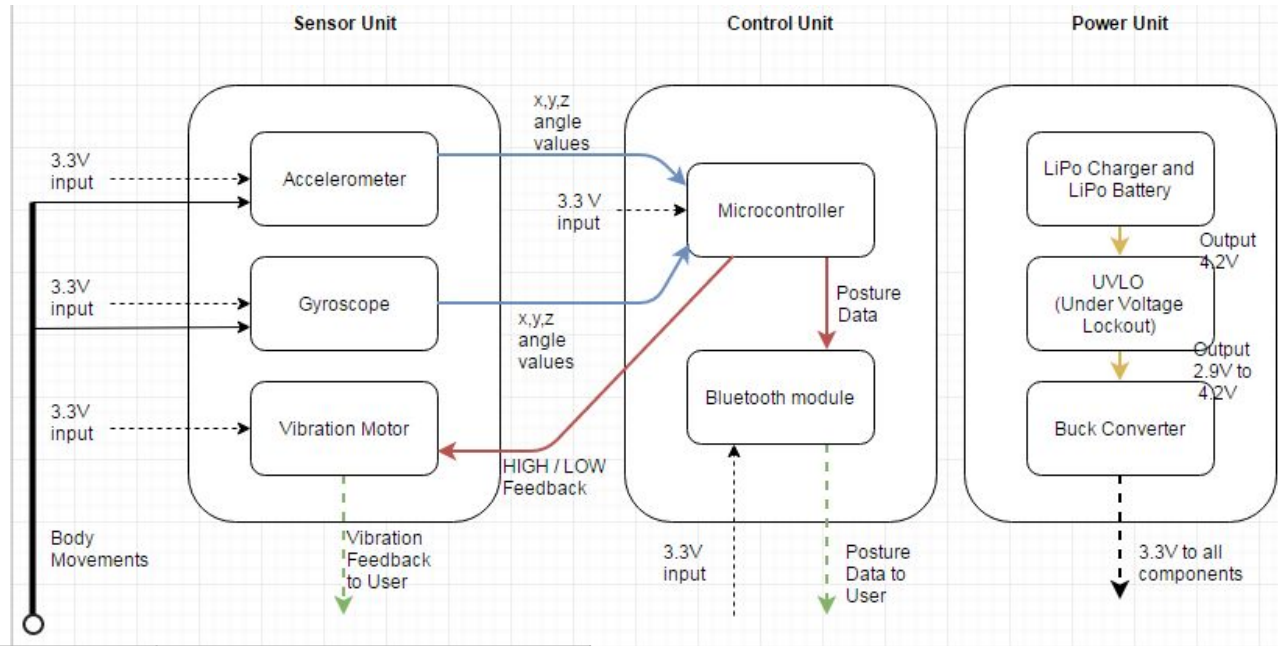 Sensor Unit
Control Unit
Power Unit
x,y,z
angle
values
3.3V
input
Accelerometer
3.3 V
input
Microcontroller
LiPo Charger and
LiPo Battery
Output
4.2V
3.3V
input
Gyroscope
x,y,z
angle
values
Posture
Data
UVLO
(Under Voltage
Lockout)
Output
2.9V to
4.2V
3.3V
input
Vibration Motor
HIGH / LOW
Feedback
Bluetooth module
Buck Converter
Body
Movements
Vibration
Feedback
to User
3.3V
input
Posture
Data to
User
3.3V to all
components